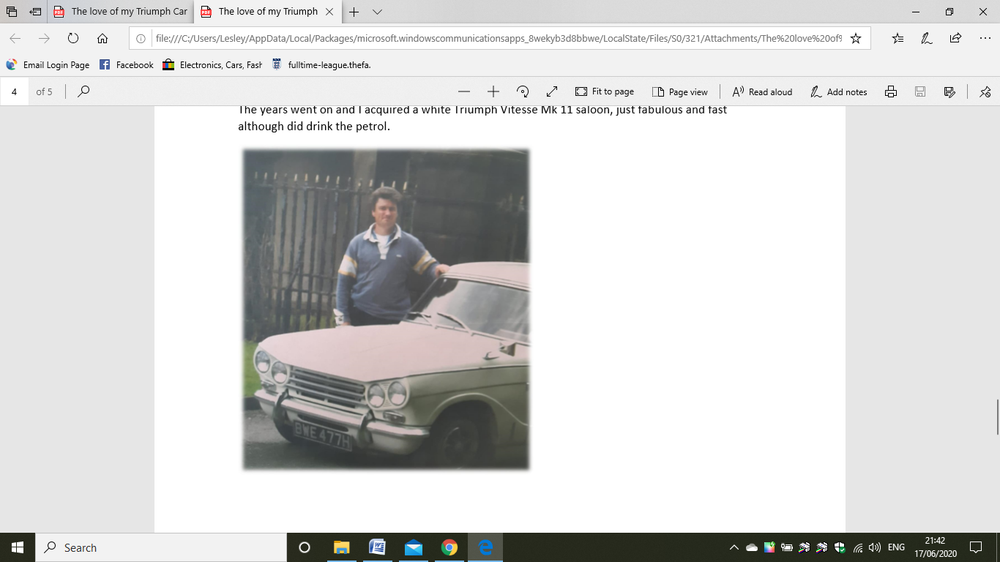 The love of my Triumph Car
The love of my Triumph
file:///C:/Users/Lesley/AppData/Local/Packages/microsoft.windowscommunicationsapps_8wekyb3d8bbwe/LocalState/Files/S0/321/Attachments/The%20love%20of9
Email Login Page
Facebook
Electronics, Cars, Fash
fulltime-league.thefa.
4 of 5
Fit to page
Page view
Read aloud
Add notes
The years went on and I acquired a white Triumph Vitesse Mk 11 saloon, just fabulous and fast
although did drink the petrol.
BWE 477H
Search
ENG
21:42
17/06/2020